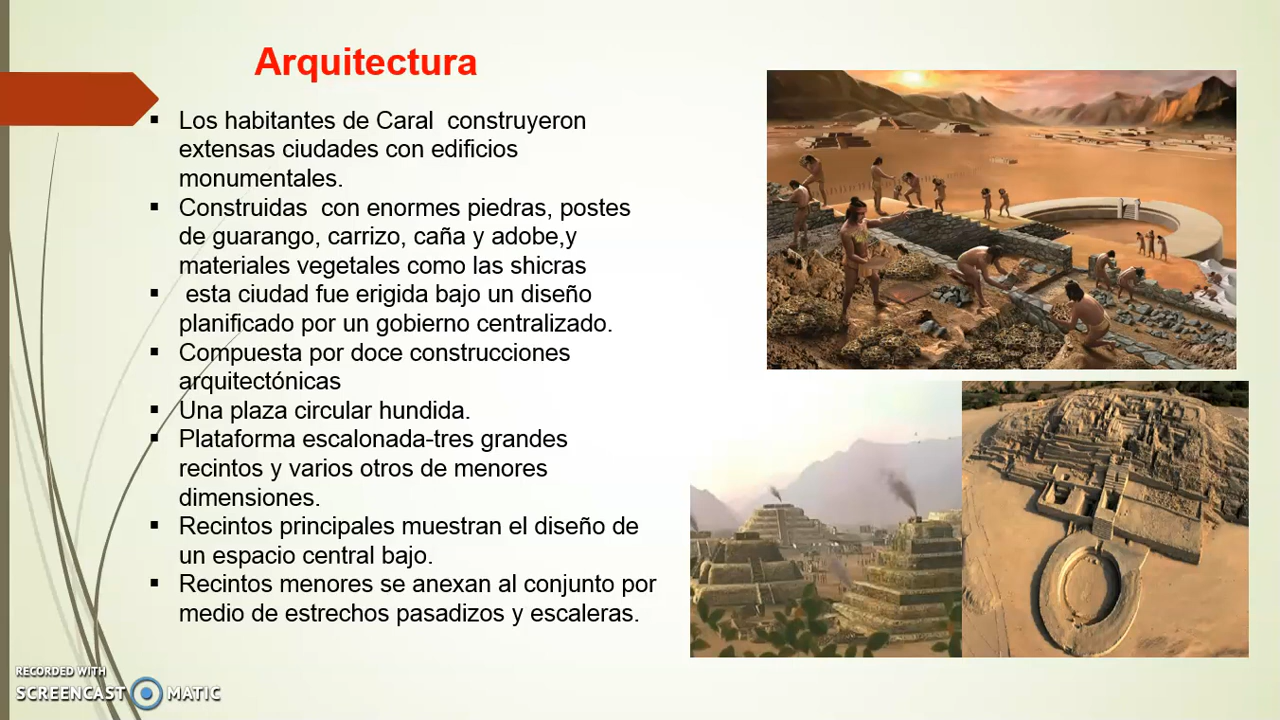 Arquitectura
▪ Los habitantes de Caral  construyeron
extensas ciudades con edificios
monumentales.
▪ Construidas  con enormes piedras, postes
de guarango, carrizo, caña y adobe,y
materiales vegetales como las shicras
▪ esta ciudad fue erigida bajo un diseño
planificado por un gobierno centralizado.
▪ Compuesta por doce construcciones
arquitectónicas
▪ Una plaza circular hundida.
▪ Plataforma escalonada-tres grandes
recintos y varios otros de menores
dimensiones.
▪ Recintos principales muestran el diseño de
un espacio central bajo.
▪ Recintos menores se anexan al conjunto por
medio de estrechos pasadizos y escaleras.
RECORDED WITH
SCREENCAST MATIC